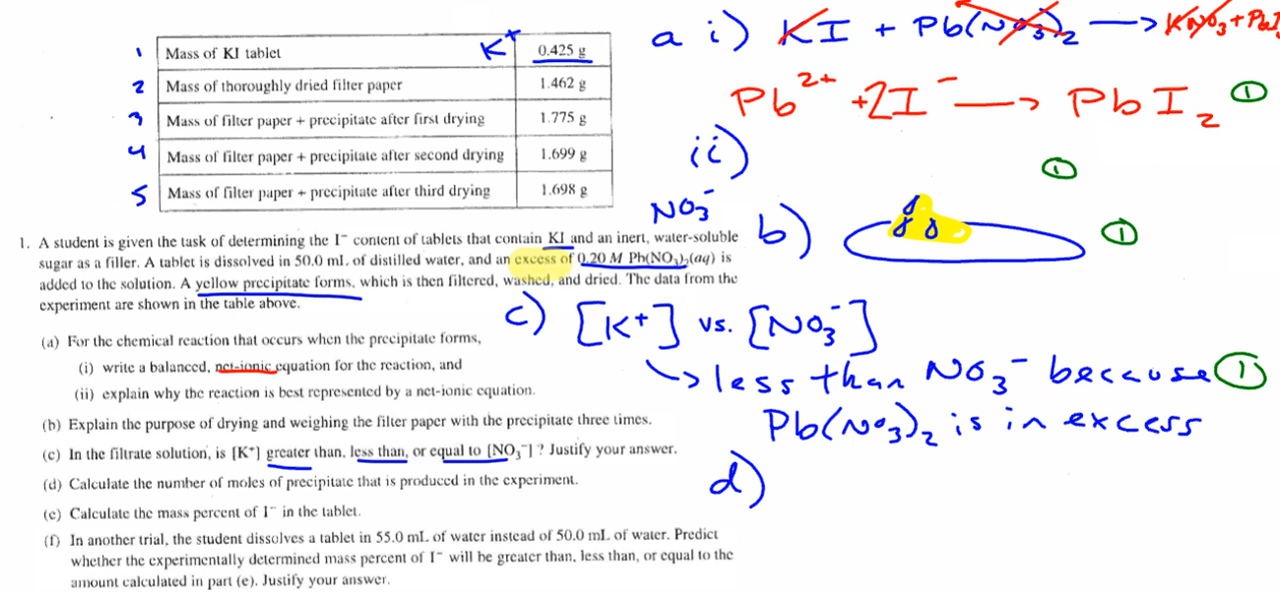 1 Mass of KI tablet K+ 0.425 g
2 Mass of thoroughly dried filter paper 1.462 g
3 Mass of filter paper + precipitate after first drying 1.775 g
4 Mass of filter paper + precipitate after second drying 1.699 g
5 Mass of filter paper + precipitate after third drying 1.698 g
1. A student is given the task of determining the I⁻ content of tablets that contain KI and an inert, water-soluble
sugar as a filler. A tablet is dissolved in 50.0 mL of distilled water, and an excess of 0.20 M Pb(NO₃)₂(aq) is
added to the solution. A yellow precipitate forms, which is then filtered, washed, and dried. The data from the
experiment are shown in the table above.
(a) For the chemical reaction that occurs when the precipitate forms,
(i) write a balanced, net-ionic equation for the reaction, and
(ii) explain why the reaction is best represented by a net-ionic equation.
(b) Explain the purpose of drying and weighing the filter paper with the precipitate three times.
(c) In the filtrate solution, is [K⁺] greater than, less than, or equal to [NO₃⁻] ? Justify your answer.
(d) Calculate the number of moles of precipitate that is produced in the experiment.
(e) Calculate the mass percent of I⁻ in the tablet.
(f) In another trial, the student dissolves a tablet in 55.0 mL of water instead of 50.0 mL of water. Predict
whether the experimentally determined mass percent of I⁻ will be greater than, less than, or equal to the
amount calculated in part (e). Justify your answer.
a i) KI + Pb(NO₃)₂ → KNO₃ + PbI
Pb²⁺ + 2I⁻ → PbI₂ ①
ii) ①
NO₃⁻
b) ①
c) [K⁺] vs. [NO₃⁻]
↳ less than NO₃⁻ because ①
Pb(NO₃)₂ is in excess
d)